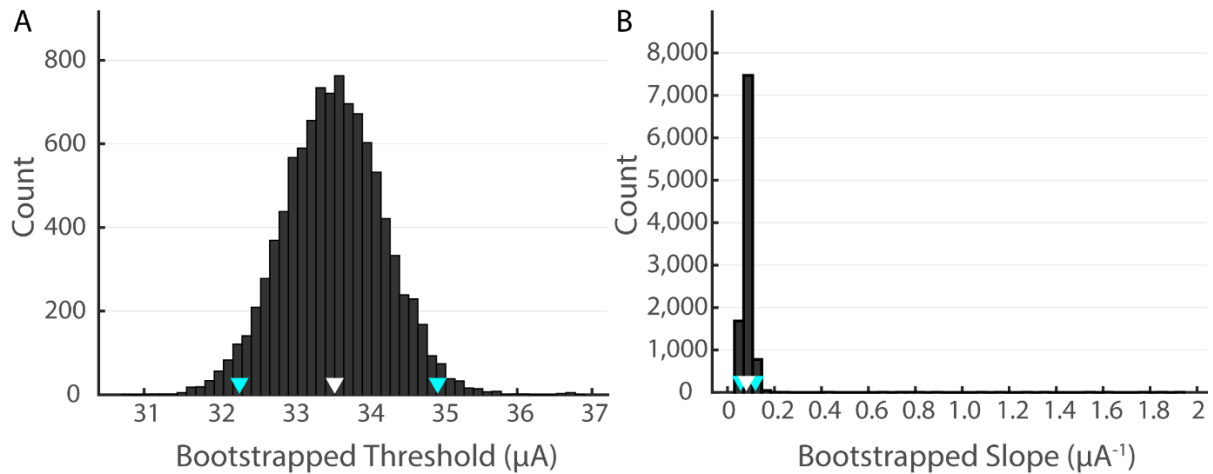 A
Count
800
600
400
200
0
31 32 33 34 35 36 37
Bootstrapped Threshold (µA)
B
Count
8,000
7,000
6,000
5,000
4,000
3,000
2,000
1,000
0
0 0.2 0.4 0.6 0.8 1.0 1.2 1.4 1.6 1.8 2
Bootstrapped Slope (µA⁻¹)